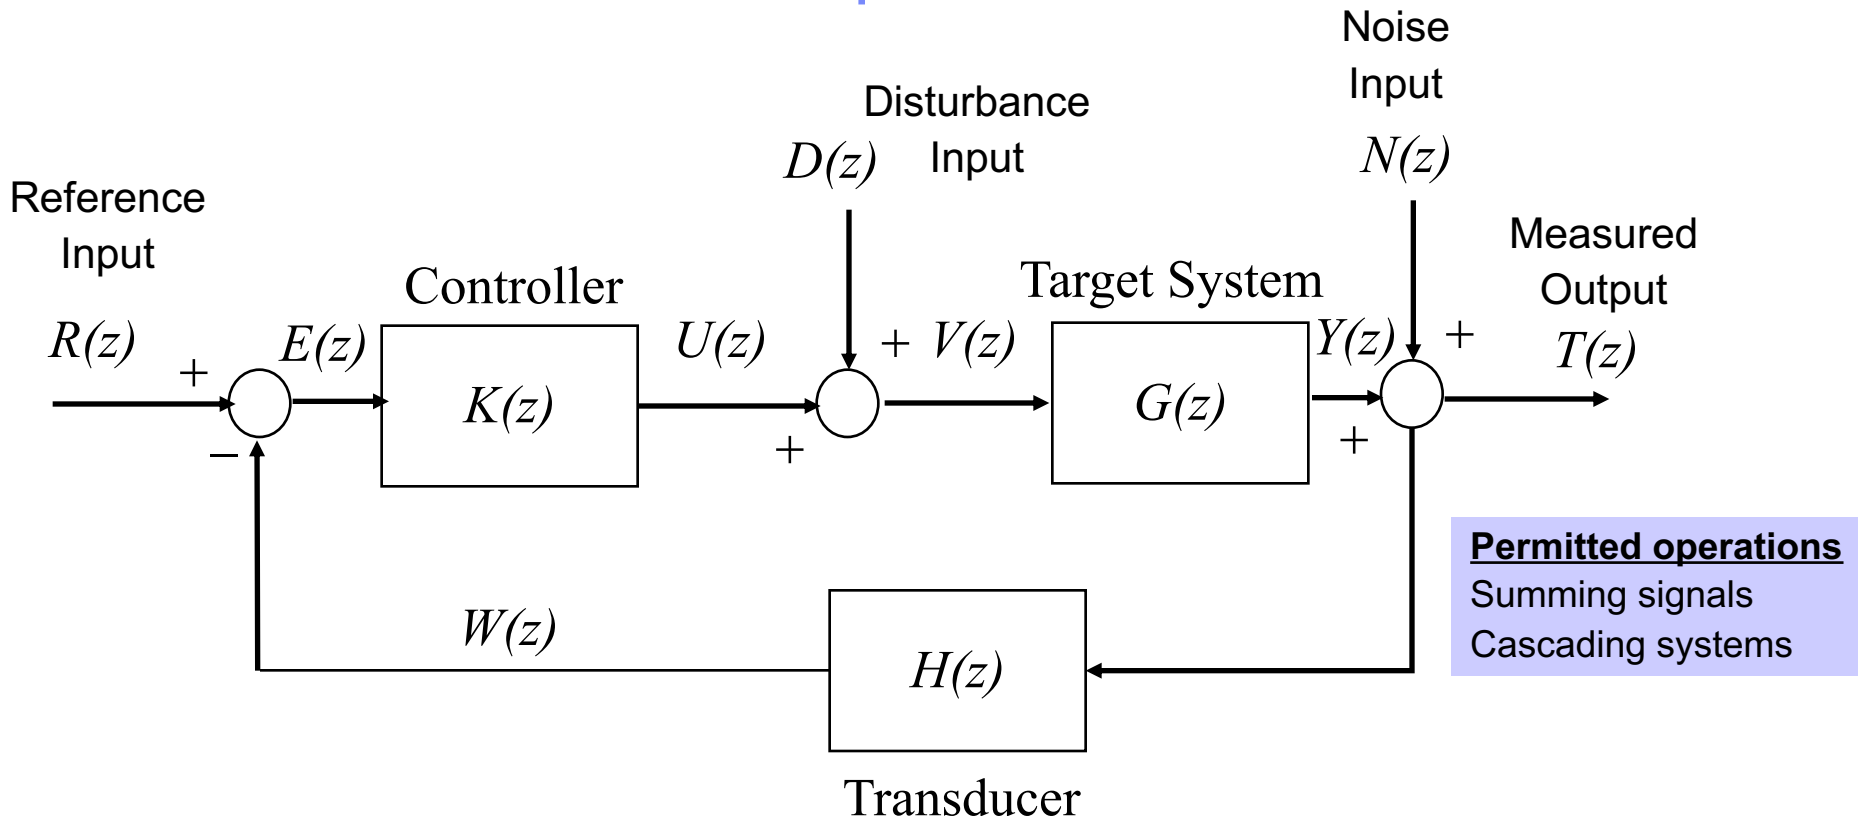 Noise
Input
N(z)
Disturbance
Input
D(z)
Reference
Input
R(z)
Measured
Output
T(z)
Controller
Target System
+
E(z)
K(z)
U(z)
+
V(z)
G(z)
Y(z)
+
−
+
+
Permitted operations
Summing signals
Cascading systems
W(z)
H(z)
Transducer